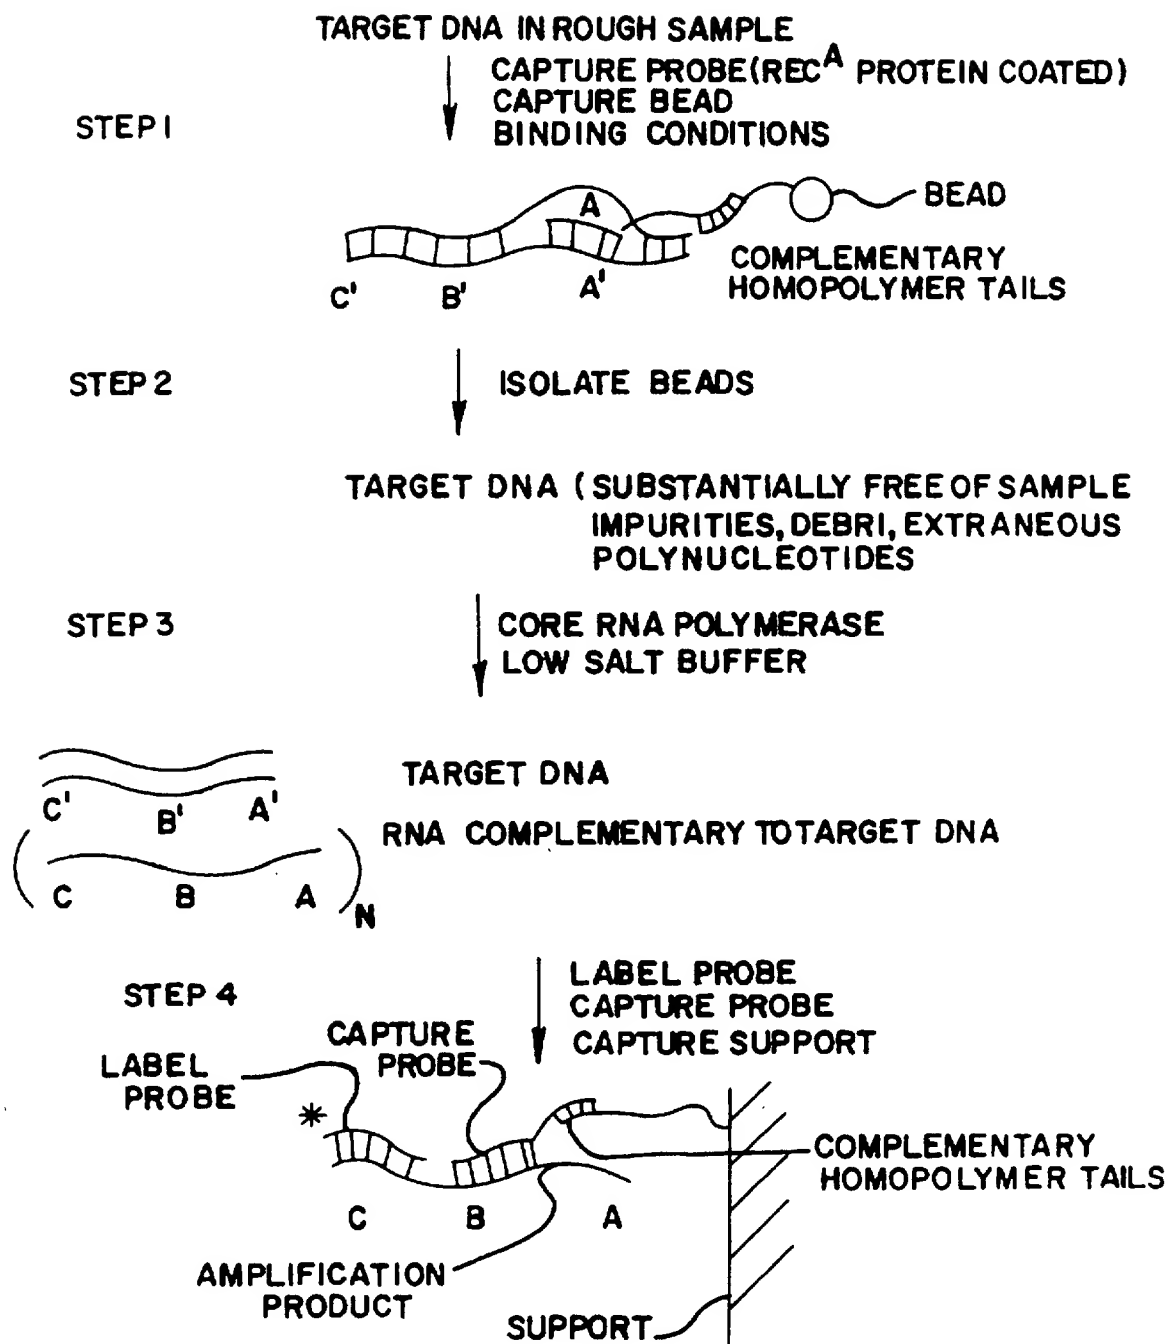 TARGET DNA IN ROUGH SAMPLE
CAPTURE PROBE (REC^A PROTEIN COATED)
CAPTURE BEAD
STEP 1
BINDING CONDITIONS
A
BEAD
COMPLEMENTARY
HOMOPOLYMER TAILS
C' B' A'
STEP 2
ISOLATE BEADS
TARGET DNA (SUBSTANTIALLY FREE OF SAMPLE
IMPURITIES, DEBRI, EXTRANEOUS
POLYNUCLEOTIDES
STEP 3
CORE RNA POLYMERASE
LOW SALT BUFFER
TARGET DNA
C' B' A'
RNA COMPLEMENTARY TO TARGET DNA
C B A N
STEP 4
LABEL PROBE
CAPTURE PROBE
CAPTURE SUPPORT
CAPTURE
PROBE
LABEL
PROBE
*
COMPLEMENTARY
HOMOPOLYMER TAILS
C B A
AMPLIFICATION
PRODUCT
SUPPORT